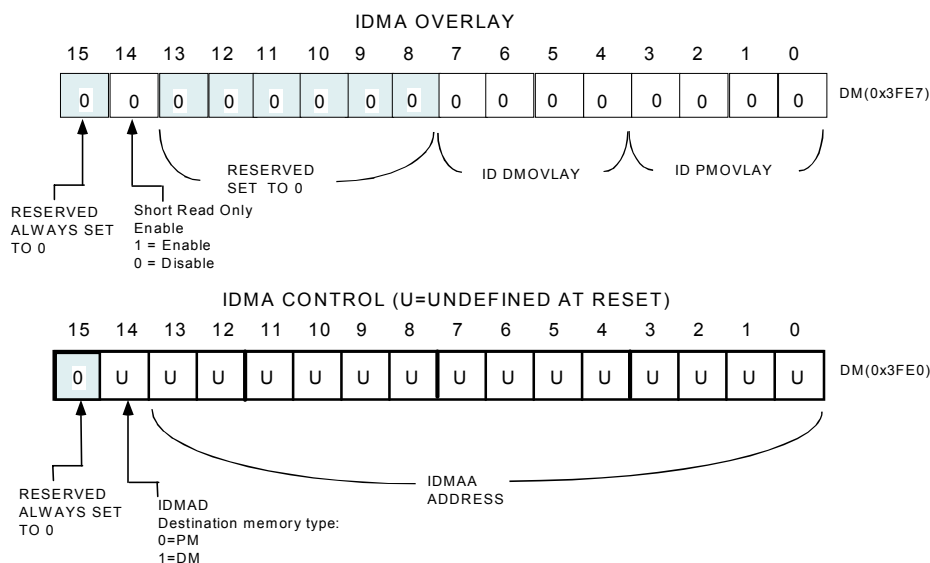 IDMA OVERLAY
15 14 13 12 11 10 9 8 7 6 5 4 3 2 1 0
0 0 0 0 0 0 0 0 0 0 0 0 0 0 0 0
DM(0x3FE7)
RESERVED
SET TO 0
ID DMOVLAY
ID PMOVLAY
RESERVED
ALWAYS SET
TO 0
Short Read Only
Enable
1 = Enable
0 = Disable
IDMA CONTROL (U=UNDEFINED AT RESET)
15 14 13 12 11 10 9 8 7 6 5 4 3 2 1 0
0 U U U U U U U U U U U U U U U
DM(0x3FE0)
IDMAA
ADDRESS
RESERVED
ALWAYS SET
TO 0
IDMAD
Destination memory type:
0=PM
1=DM